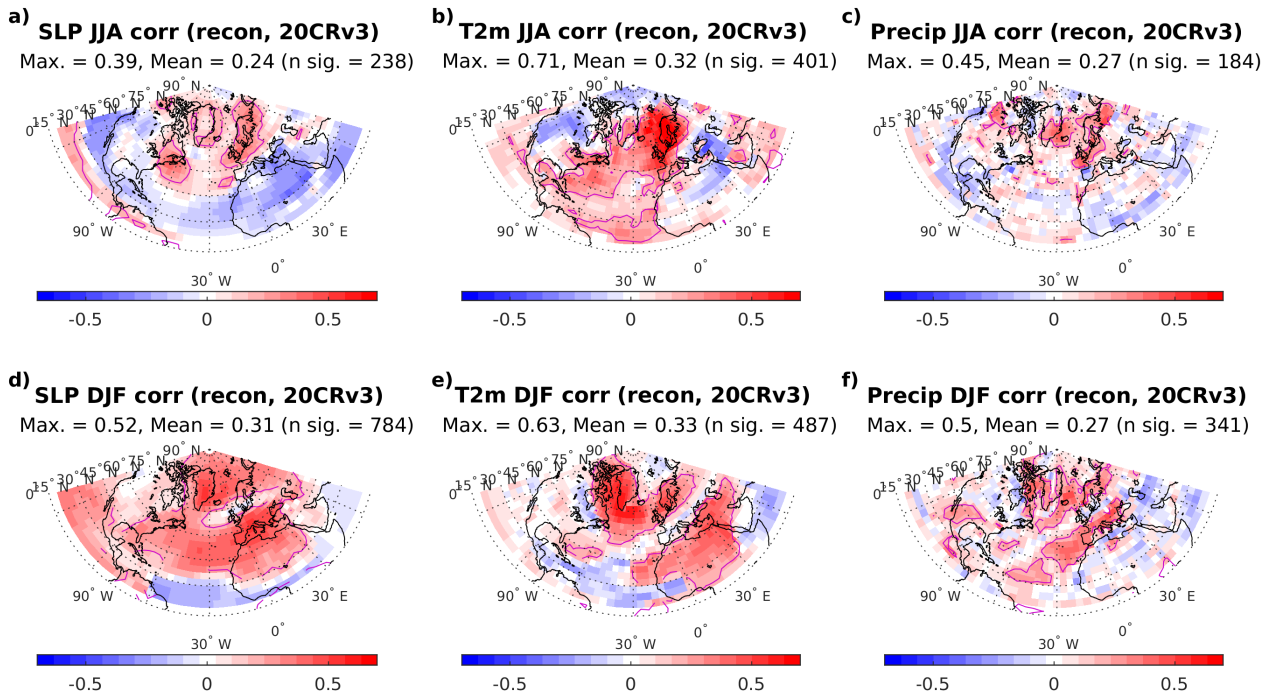 a)
SLP JJA corr (recon, 20CRv3)
Max. = 0.39, Mean = 0.24 (n sig. = 238)
90° N
75° N
60° N
45° N
30° N
15° N
0°
90° W
30° W
0°
30° E
-0.5 0 0.5
b)
T2m JJA corr (recon, 20CRv3)
Max. = 0.71, Mean = 0.32 (n sig. = 401)
90° N
75° N
60° N
45° N
30° N
15° N
0°
90° W
30° W
0°
30° E
-0.5 0 0.5
c)
Precip JJA corr (recon, 20CRv3)
Max. = 0.45, Mean = 0.27 (n sig. = 184)
90° N
75° N
60° N
45° N
30° N
15° N
0°
90° W
30° W
0°
30° E
-0.5 0 0.5
d)
SLP DJF corr (recon, 20CRv3)
Max. = 0.52, Mean = 0.31 (n sig. = 784)
90° N
75° N
60° N
45° N
30° N
15° N
0°
90° W
30° W
0°
30° E
-0.5 0 0.5
e)
T2m DJF corr (recon, 20CRv3)
Max. = 0.63, Mean = 0.33 (n sig. = 487)
90° N
75° N
60° N
45° N
30° N
15° N
0°
90° W
30° W
0°
30° E
-0.5 0 0.5
f)
Precip DJF corr (recon, 20CRv3)
Max. = 0.5, Mean = 0.27 (n sig. = 341)
90° N
75° N
60° N
45° N
30° N
15° N
0°
90° W
30° W
0°
30° E
-0.5 0 0.5